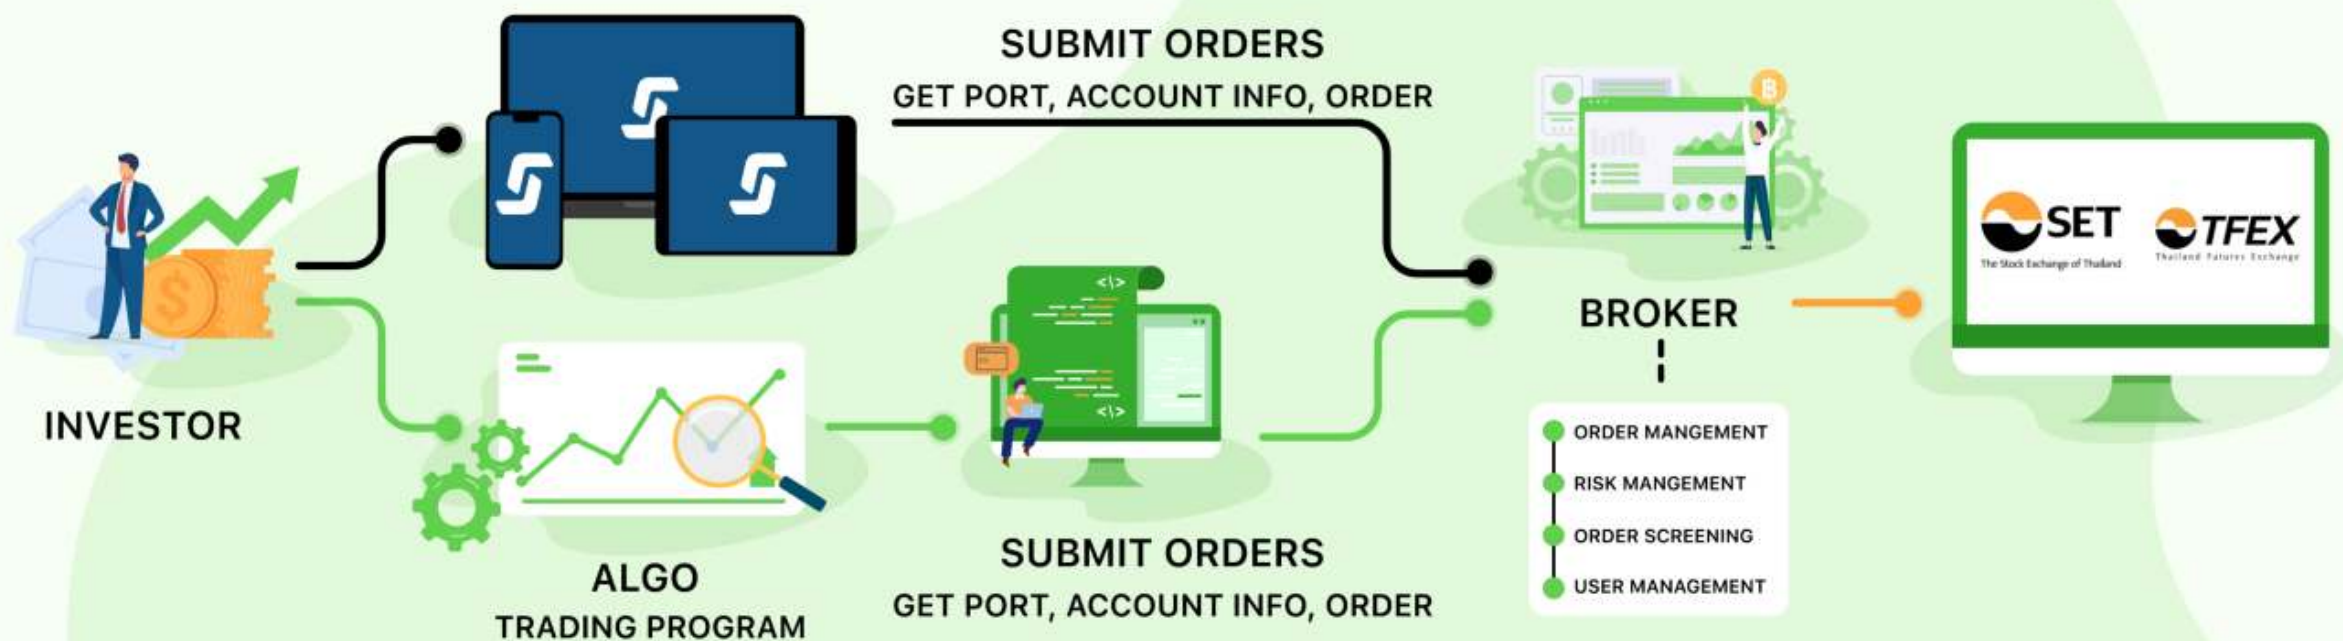 SUBMIT ORDERS
GET PORT, ACCOUNT INFO, ORDER
INVESTOR
ALGO
TRADING PROGRAM
<\>
<\>
SUBMIT ORDERS
GET PORT, ACCOUNT INFO, ORDER
BROKER
ORDER MANGEMENT
RISK MANGEMENT
ORDER SCREENING
USER MANAGEMENT
SET
The Stock Exchange of Thailand
TFEX
Thailand Futures Exchange